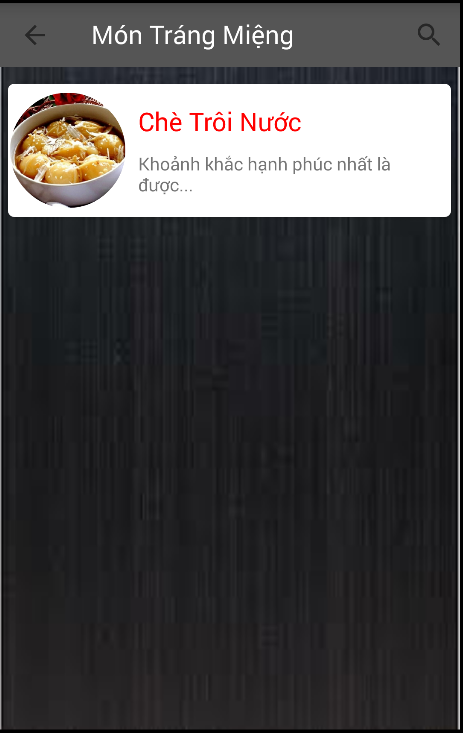 Món Tráng Miệng
Chè Trôi Nước
Khoảnh khắc hạnh phúc nhất là
được...